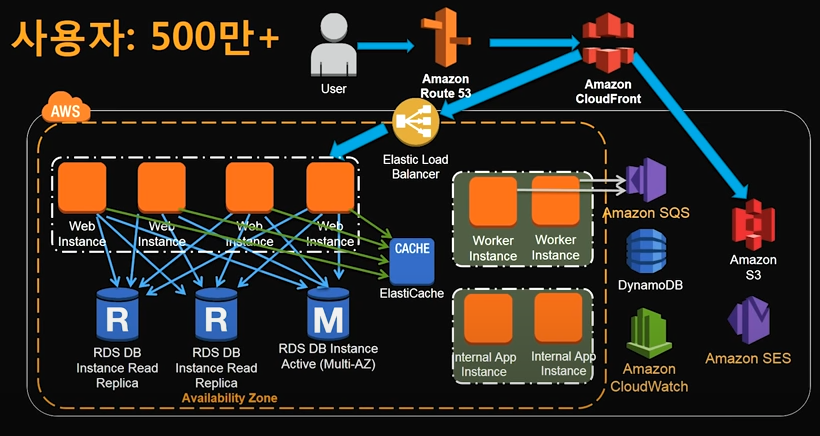 사용자: 500만+
User
Amazon
Route 53
Amazon
CloudFront
AWS
Elastic Load
Balancer
Web
Instance
Web
Instance
Web
Instance
Web
Instance
CACHE
ElastiCache
Worker
Instance
Worker
Instance
Amazon SQS
DynamoDB
Amazon
S3
R
RDS DB
Instance Read
Replica
R
RDS DB
Instance Read
Replica
M
RDS DB Instance
Active (Multi-AZ)
Internal App
Instance
Internal App
Instance
Amazon
CloudWatch
Amazon SES
Availability Zone